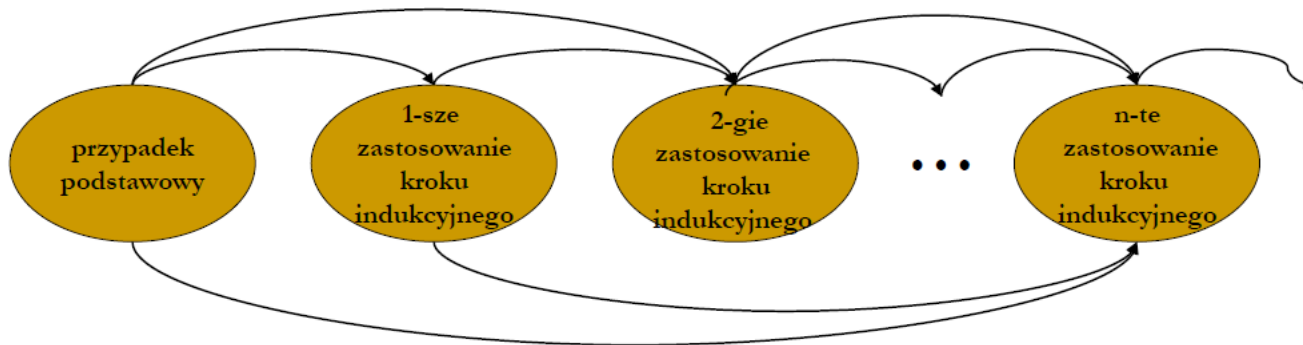 przypadek
podstawowy
1-sze
zastosowanie
kroku
indukcyjnego
2-gie
zastosowanie
kroku
indukcyjnego
• • •
n-te
zastosowanie
kroku
indukcyjnego